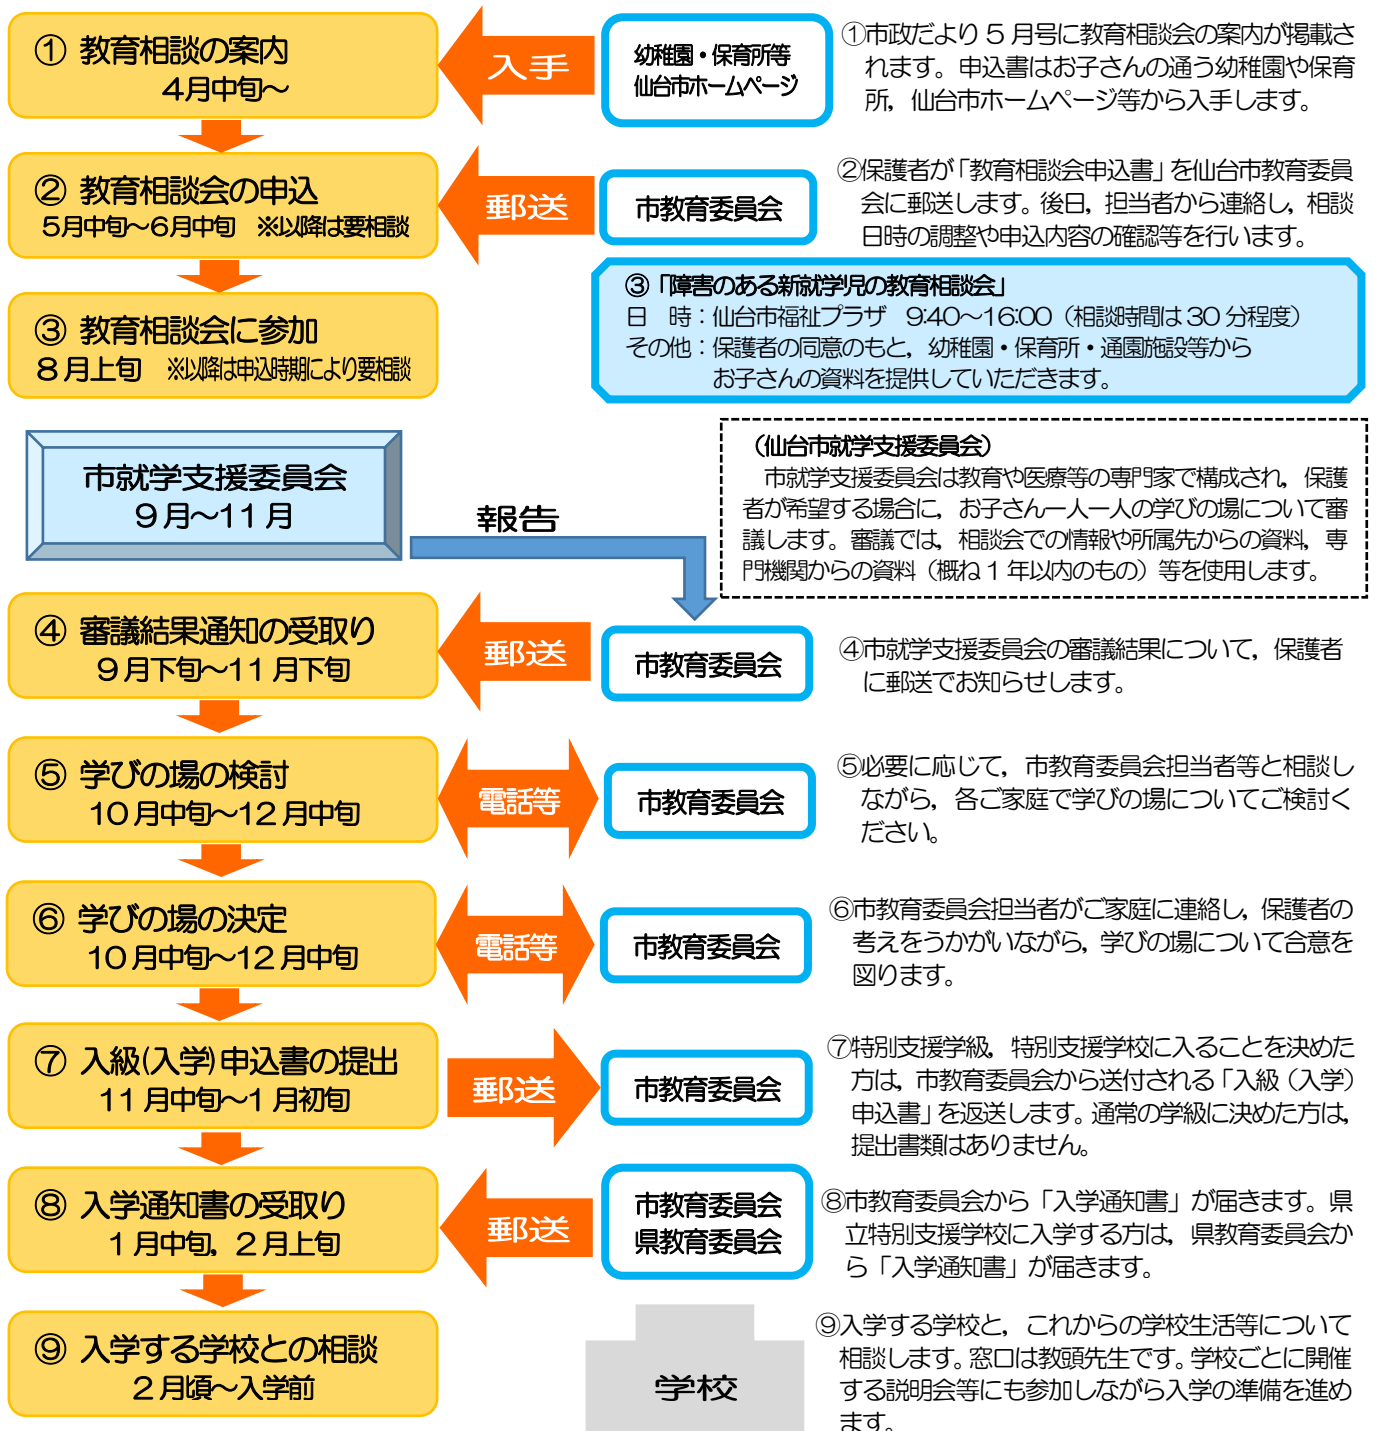 ① 教育相談の案内
4月中旬～
入手
幼稚園・保育所等
仙台市ホームページ
①市政だより 5 月号に教育相談会の案内が掲載さ
れます。申込書はお子さんの通う幼稚園や保育
所，仙台市ホームページ等から入手します。
② 教育相談会の申込
5月中旬～6月中旬　※以降は要相談
郵送
市教育委員会
②保護者が「教育相談会申込書」を仙台市教育委員
会に郵送します。後日，担当者から連絡し，相談
日時の調整や申込内容の確認等を行います。
③ 教育相談会に参加
8 月上旬　※以降は申込時期により要相談
③「障害のある新就学児の教育相談会」
日　時：仙台市福祉プラザ　9:40～16:00（相談時間は 30 分程度）
その他：保護者の同意のもと，幼稚園・保育所・通園施設等から
お子さんの資料を提供していただきます。
市就学支援委員会
9 月～11 月
報告
（仙台市就学支援委員会）
市就学支援委員会は教育や医療等の専門家で構成され，保護
者が希望する場合に，お子さん一人一人の学びの場について審
議します。審議では，相談会での情報や所属先からの資料，専
門機関からの資料（概ね 1 年以内のもの）等を使用します。
④ 審議結果通知の受取り
9 月下旬～11 月下旬
郵送
市教育委員会
④市就学支援委員会の審議結果について，保護者
に郵送でお知らせします。
⑤ 学びの場の検討
10 月中旬～12 月中旬
電話等
市教育委員会
⑤必要に応じて，市教育委員会担当者等と相談し
ながら，各ご家庭で学びの場についてご検討く
ださい。
⑥ 学びの場の決定
10 月中旬～12 月中旬
電話等
市教育委員会
⑥市教育委員会担当者がご家庭に連絡し，保護者の
考えをうかがいながら，学びの場について合意を
図ります。
⑦ 入級(入学)申込書の提出
11 月中旬～1 月初旬
郵送
市教育委員会
⑦特別支援学級，特別支援学校に入ることを決めた
方は，市教育委員会から送付される「入級（入学）
申込書」を返送します。通常の学級に決めた方は，
提出書類はありません。
⑧ 入学通知書の受取り
1 月中旬，2 月上旬
郵送
市教育委員会
県教育委員会
⑧市教育委員会から「入学通知書」が届きます。県
立特別支援学校に入学する方は，県教育委員会か
ら「入学通知書」が届きます。
⑨ 入学する学校との相談
2 月頃～入学前
学校
⑨入学する学校と，これからの学校生活等について
相談します。窓口は教頭先生です。学校ごとに開催
する説明会等にも参加しながら入学の準備を進め
ます。